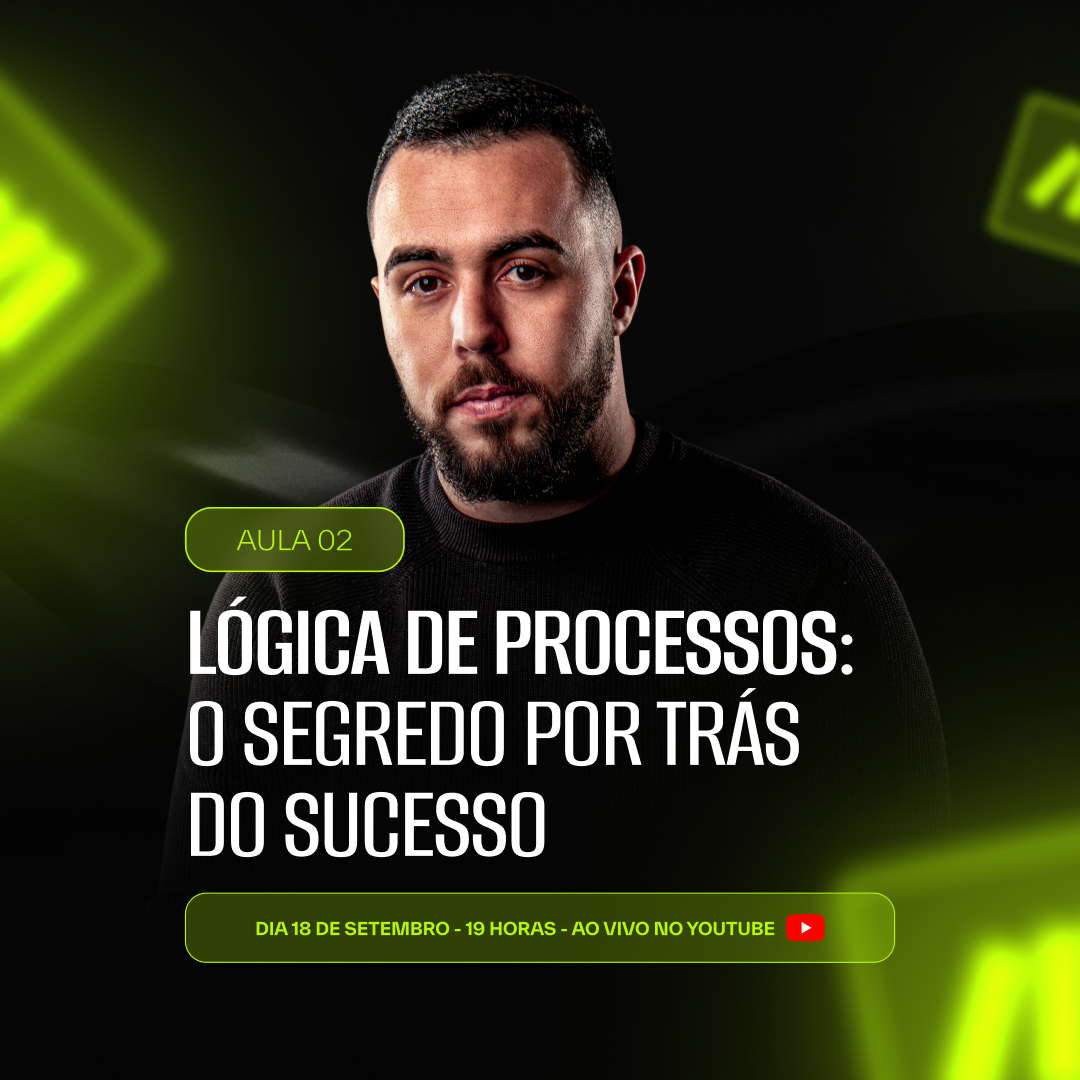 AULA 02
LÓGICA DE PROCESSOS:
O SEGREDO POR TRÁS
DO SUCESSO
DIA 18 DE SETEMBRO - 19 HORAS - AO VIVO NO YOUTUBE